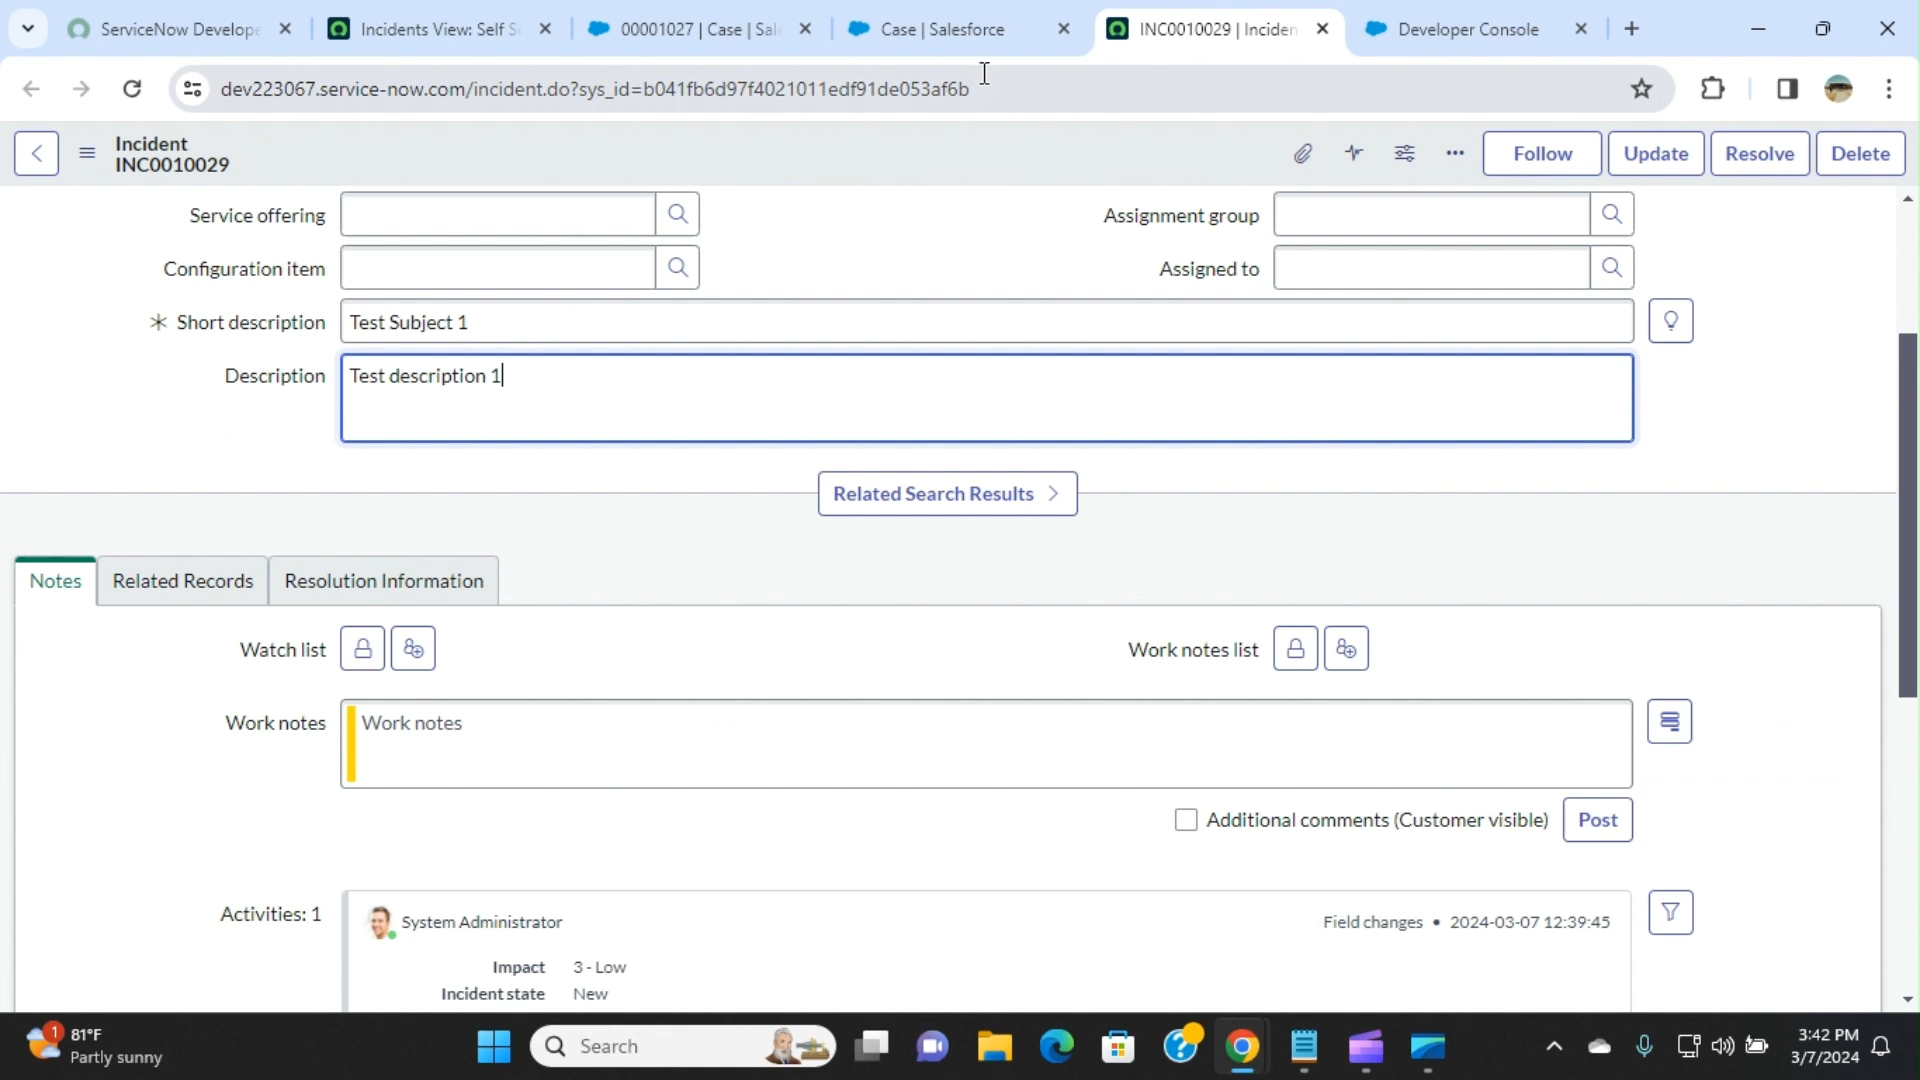 ServiceNow Develope
Incidents View: Self S
00001027 | Case | Sal
Case | Salesforce
INC0010029 | Inciden
Developer Console
dev223067.service-now.com/incident.do?sys_id=b041fb6d97f4021011edf91de053af6b
Incident
INC0010029
Follow
Update
Resolve
Delete
Service offering
Assignment group
Configuration item
Assigned to
Short description
Test Subject 1
Description
Test description 1
Related Search Results
Notes
Related Records
Resolution Information
Watch list
Work notes list
Work notes
Work notes
Additional comments (Customer visible)
Post
Activities: 1
System Administrator
Field changes • 2024-03-07 12:39:45
Impact 3 - Low
Incident state New
1
81°F
Partly sunny
Search
3:42 PM
3/7/2024